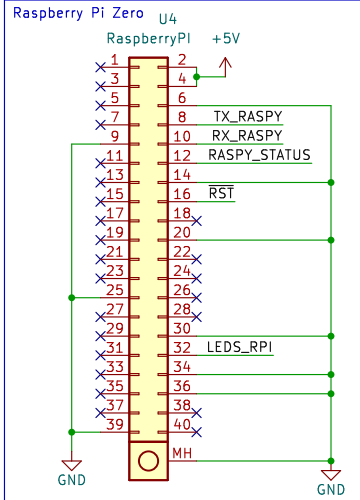 Raspberry Pi Zero
U4
RaspberryPI +5V
1 2
3 4
5 6
7 8 TX_RASPY
9 10 RX_RASPY
11 12 RASPY_STATUS
13 14
15 16 RST
17 18
19 20
21 22
23 24
25 26
27 28
29 30
31 32 LEDS_RPI
33 34
35 36
37 38
39 40
MH
GND GND